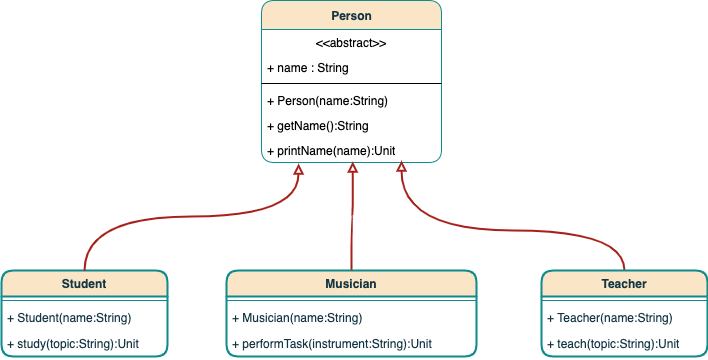 Person
<<abstract>>
+ name : String
+ Person(name:String)
+ getName():String
+ printName(name):Unit
Student
+ Student(name:String)
+ study(topic:String):Unit
Musician
+ Musician(name:String)
+ performTask(instrument:String):Unit
Teacher
+ Teacher(name:String)
+ teach(topic:String):Unit